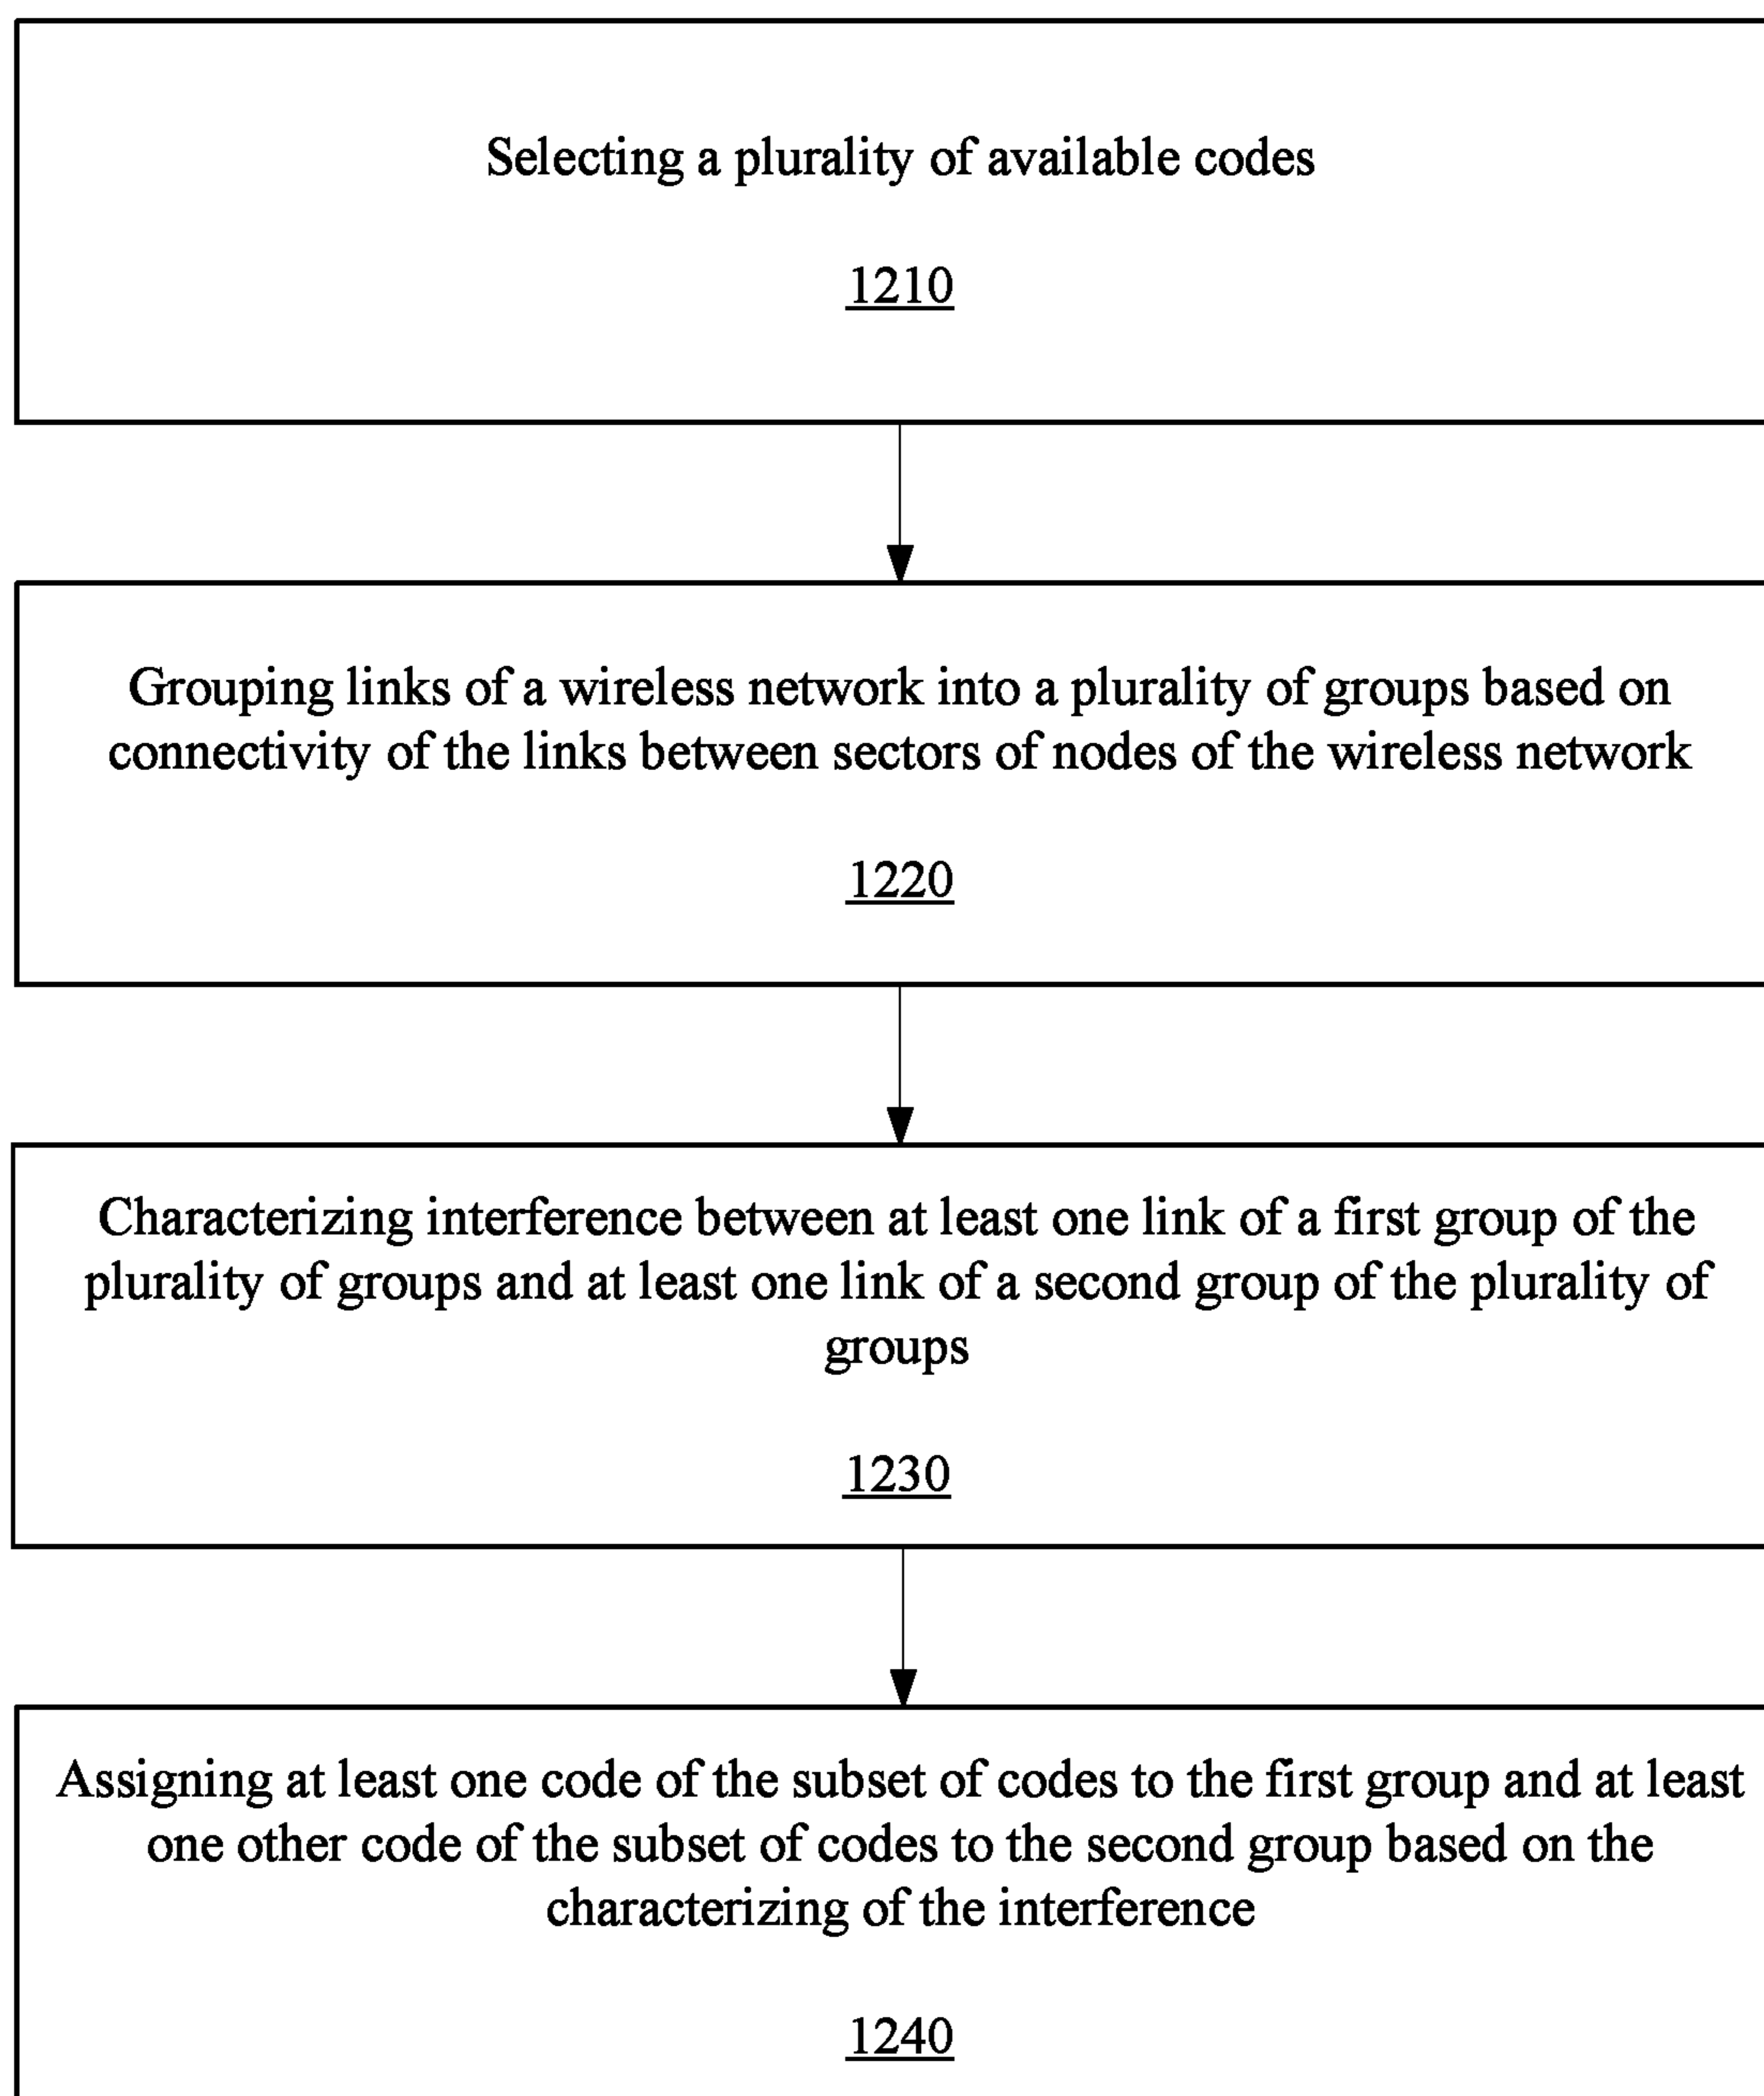 Selecting a plurality of available codes
1210
Grouping links of a wireless network into a plurality of groups based on
connectivity of the links between sectors of nodes of the wireless network
1220
Characterizing interference between at least one link of a first group of the
plurality of groups and at least one link of a second group of the plurality of
groups
1230
Assigning at least one code of the subset of codes to the first group and at least
one other code of the subset of codes to the second group based on the
characterizing of the interference
1240